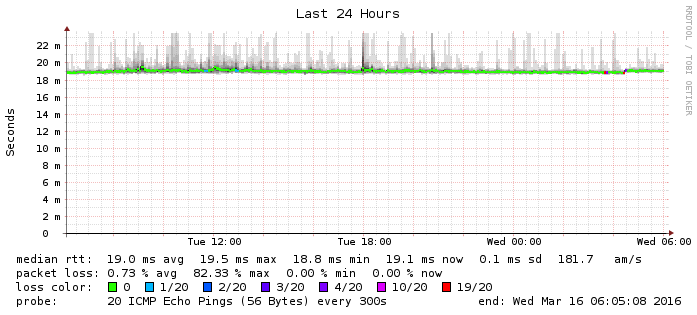 Last 24 Hours
RRDTOOL / TOBI OETIKER
Seconds
22 m
20 m
18 m
16 m
14 m
12 m
10 m
8 m
6 m
4 m
2 m
0
Tue 12:00 Tue 18:00 Wed 00:00 Wed 06:00
median rtt: 19.0 ms avg 19.5 ms max 18.8 ms min 19.1 ms now 0.1 ms sd 181.7 am/s
packet loss: 0.73 % avg 82.33 % max 0.00 % min 0.00 % now
loss color: 0 1/20 2/20 3/20 4/20 10/20 19/20
probe: 20 ICMP Echo Pings (56 Bytes) every 300s end: Wed Mar 16 06:05:08 2016